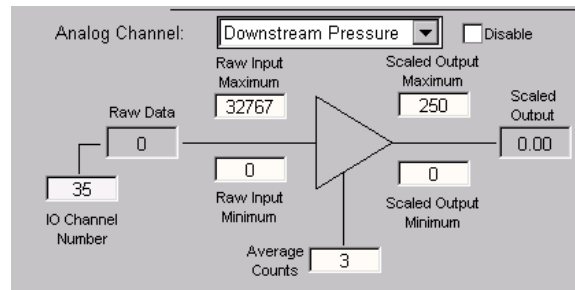 Analog Channel: Downstream Pressure Disable
Raw Input
Maximum
32767
Scaled Output
Maximum
250
Scaled
Output
0.00
Raw Data
0
35
IO Channel
Number
0
Raw Input
Minimum
0
Scaled Output
Minimum
Average
Counts
3